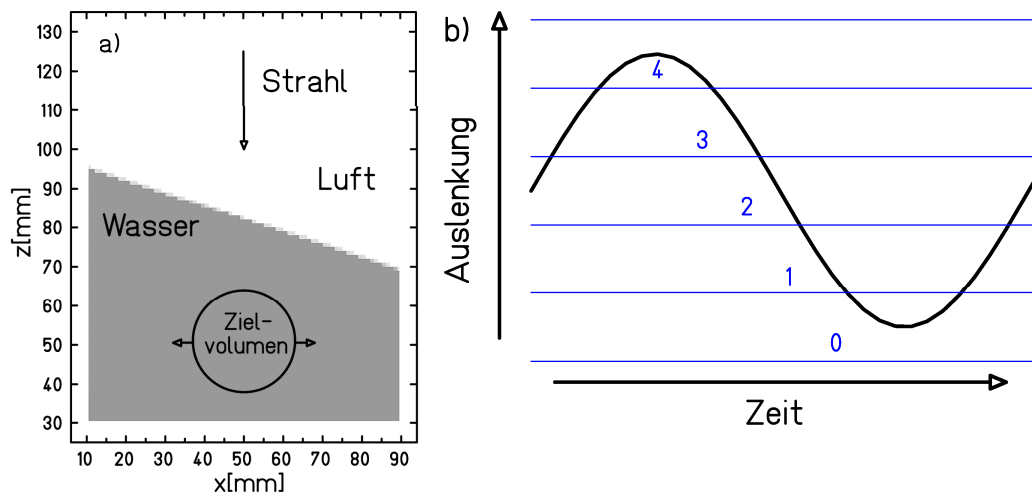 a)
Strahl
Luft
Wasser
Ziel-
volumen
z[mm]
130
120
110
100
90
80
70
60
50
40
30
10 20 30 40 50 60 70 80 90
x[mm]
b)
Auslenkung
4
3
2
1
0
Zeit